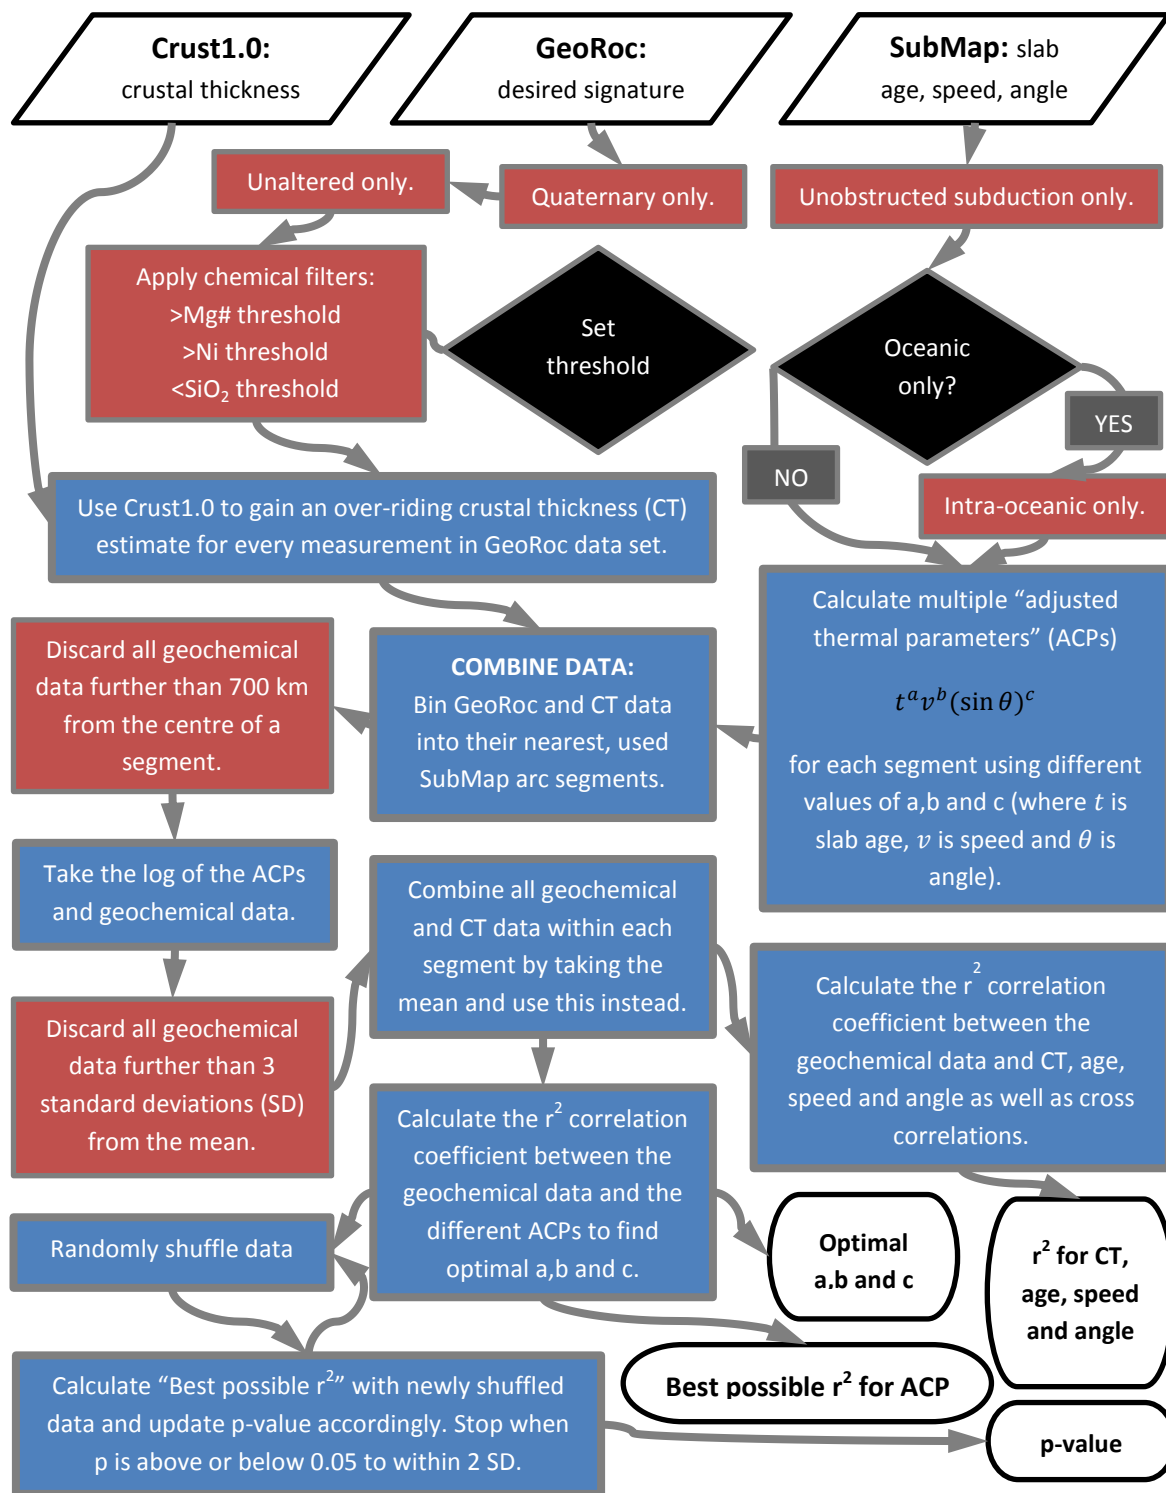 Crust1.0:
crustal thickness
GeoRoc:
desired signature
SubMap: slab
age, speed, angle
Unaltered only.
Quaternary only.
Unobstructed subduction only.
Apply chemical filters:
>Mg# threshold
>Ni threshold
<SiO₂ threshold
Set
threshold
Oceanic
only?
YES
NO
Intra-oceanic only.
Use Crust1.0 to gain an over-riding crustal thickness (CT)
estimate for every measurement in GeoRoc data set.
Calculate multiple “adjusted
thermal parameters” (ACPs)
tᵃvᵇ(sin θ)ᶜ
for each segment using different
values of a,b and c (where t is
slab age, v is speed and θ is
angle).
COMBINE DATA:
Bin GeoRoc and CT data
into their nearest, used
SubMap arc segments.
Discard all geochemical
data further than 700 km
from the centre of a
segment.
Take the log of the ACPs
and geochemical data.
Discard all geochemical
data further than 3
standard deviations (SD)
from the mean.
Combine all geochemical
and CT data within each
segment by taking the
mean and use this instead.
Calculate the r² correlation
coefficient between the
geochemical data and CT, age,
speed and angle as well as cross
correlations.
Calculate the r² correlation
coefficient between the
geochemical data and the
different ACPs to find
optimal a,b and c.
Randomly shuffle data
Optimal
a,b and c
r² for CT,
age, speed
and angle
Best possible r² for ACP
Calculate “Best possible r²” with newly shuffled
data and update p-value accordingly. Stop when
p is above or below 0.05 to within 2 SD.
p-value